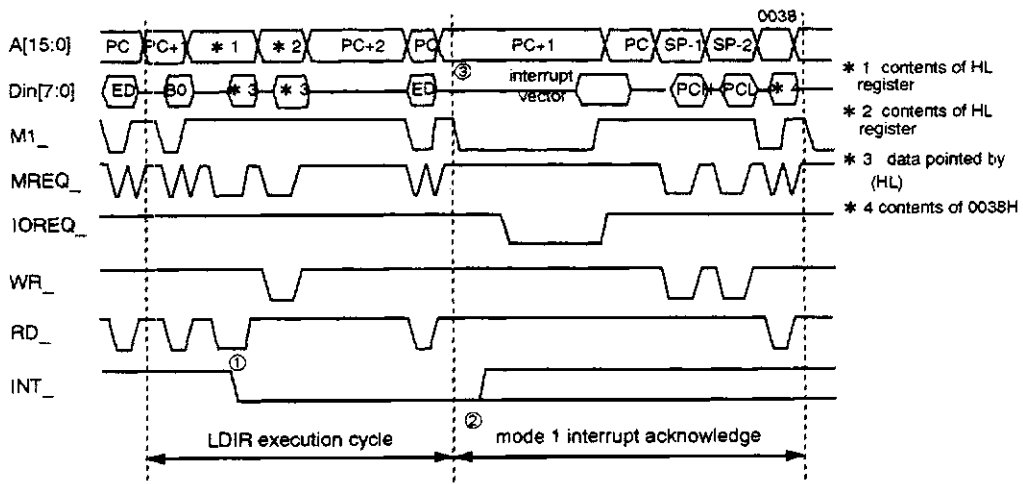 0038
A[15:0] PC PC+1 * 1 * 2 PC+2 PC PC+1 PC SP-1 SP-2
Din[7:0] ED B0 * 3 * 3 ED ③ interrupt vector PCH PCL * 4
M1_
MREQ_
IOREQ_
WR_
RD_
①
INT_
②
LDIR execution cycle mode 1 interrupt acknowledge
* 1 contents of HL
register
* 2 contents of HL
register
* 3 data pointed by
(HL)
* 4 contents of 0038H